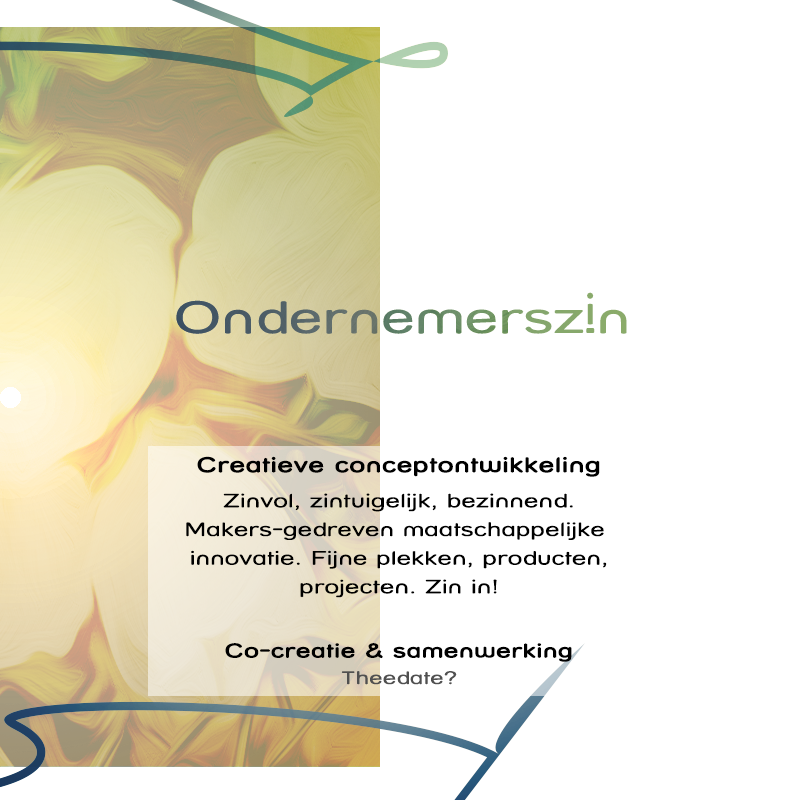 Ondernemersz!n
Creatieve conceptontwikkeling
Zinvol, zintuigelijk, bezinnend.
Makers-gedreven maatschappelijke
innovatie. Fijne plekken, producten,
projecten. Zin in!
Co-creatie & samenwerking
Theedate?